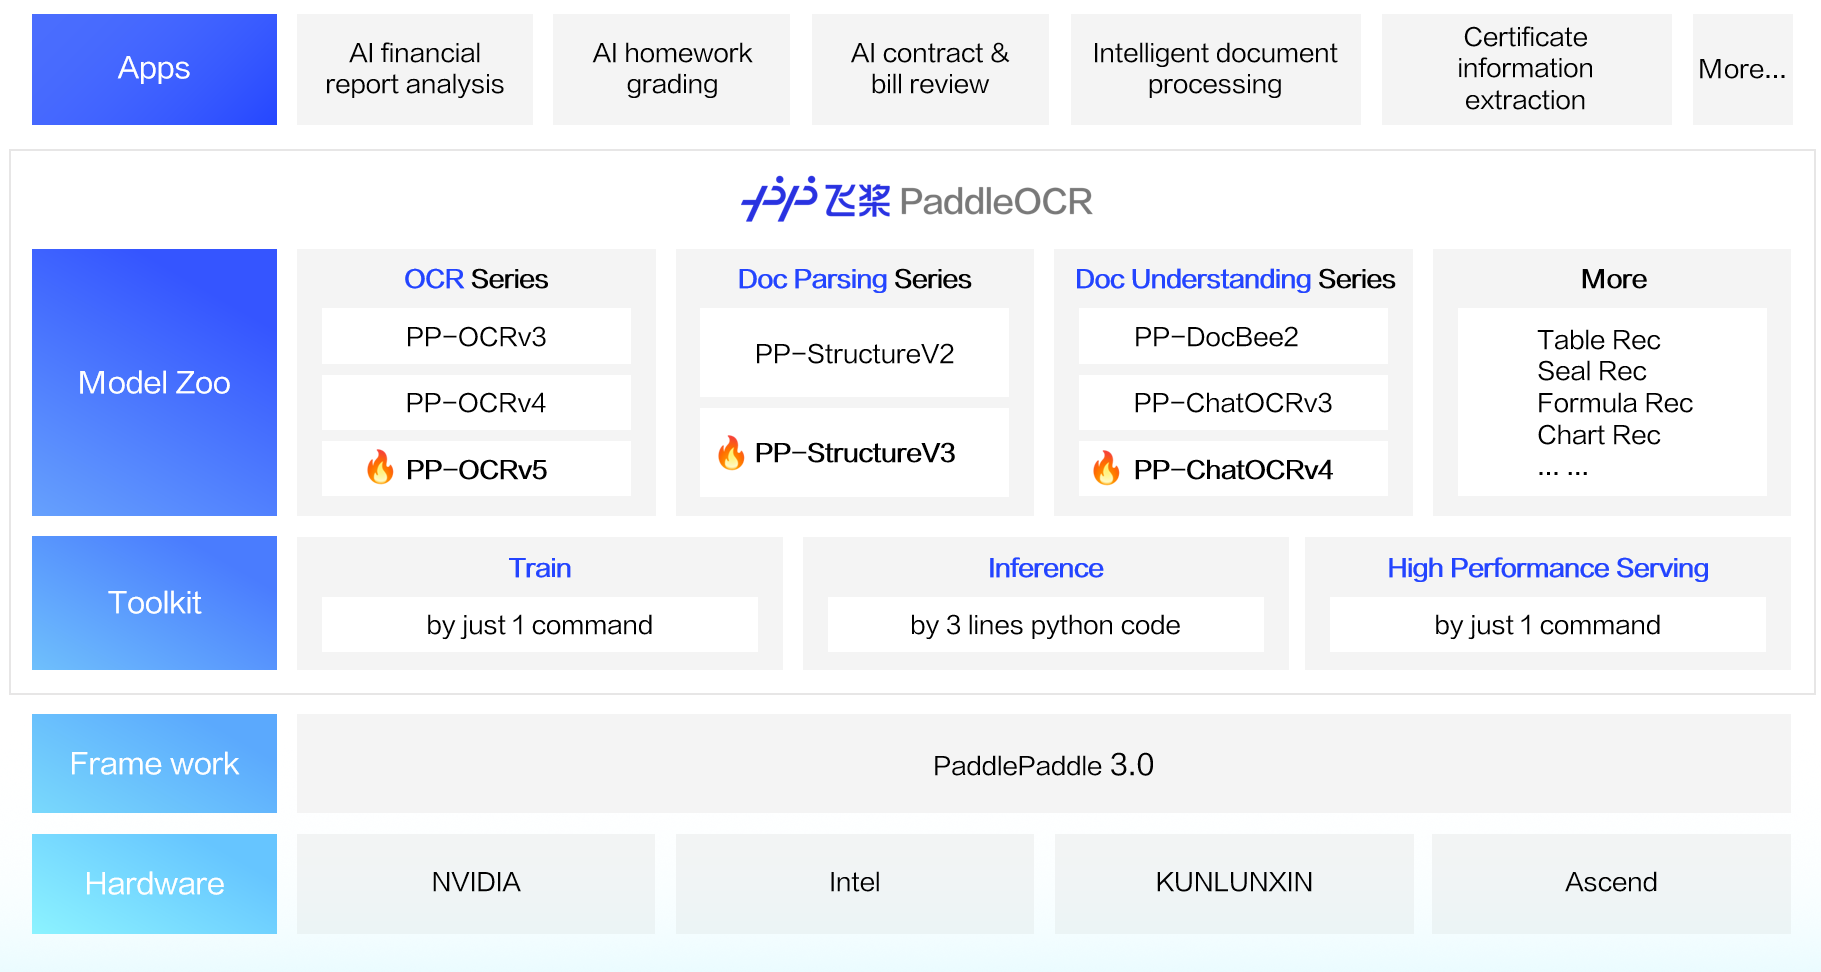 Apps
AI financial
report analysis
AI homework
grading
AI contract &
bill review
Intelligent document
processing
Certificate
information
extraction
More...
飞桨 PaddleOCR
Model Zoo
OCR Series
PP-OCRv3
PP-OCRv4
🔥 PP-OCRv5
Doc Parsing Series
PP-StructureV2
🔥 PP-StructureV3
Doc Understanding Series
PP-DocBee2
PP-ChatOCRv3
🔥 PP-ChatOCRv4
More
Table Rec
Seal Rec
Formula Rec
Chart Rec
... ...
Toolkit
Train
by just 1 command
Inference
by 3 lines python code
High Performance Serving
by just 1 command
Frame work
PaddlePaddle 3.0
Hardware
NVIDIA
Intel
KUNLUNXIN
Ascend